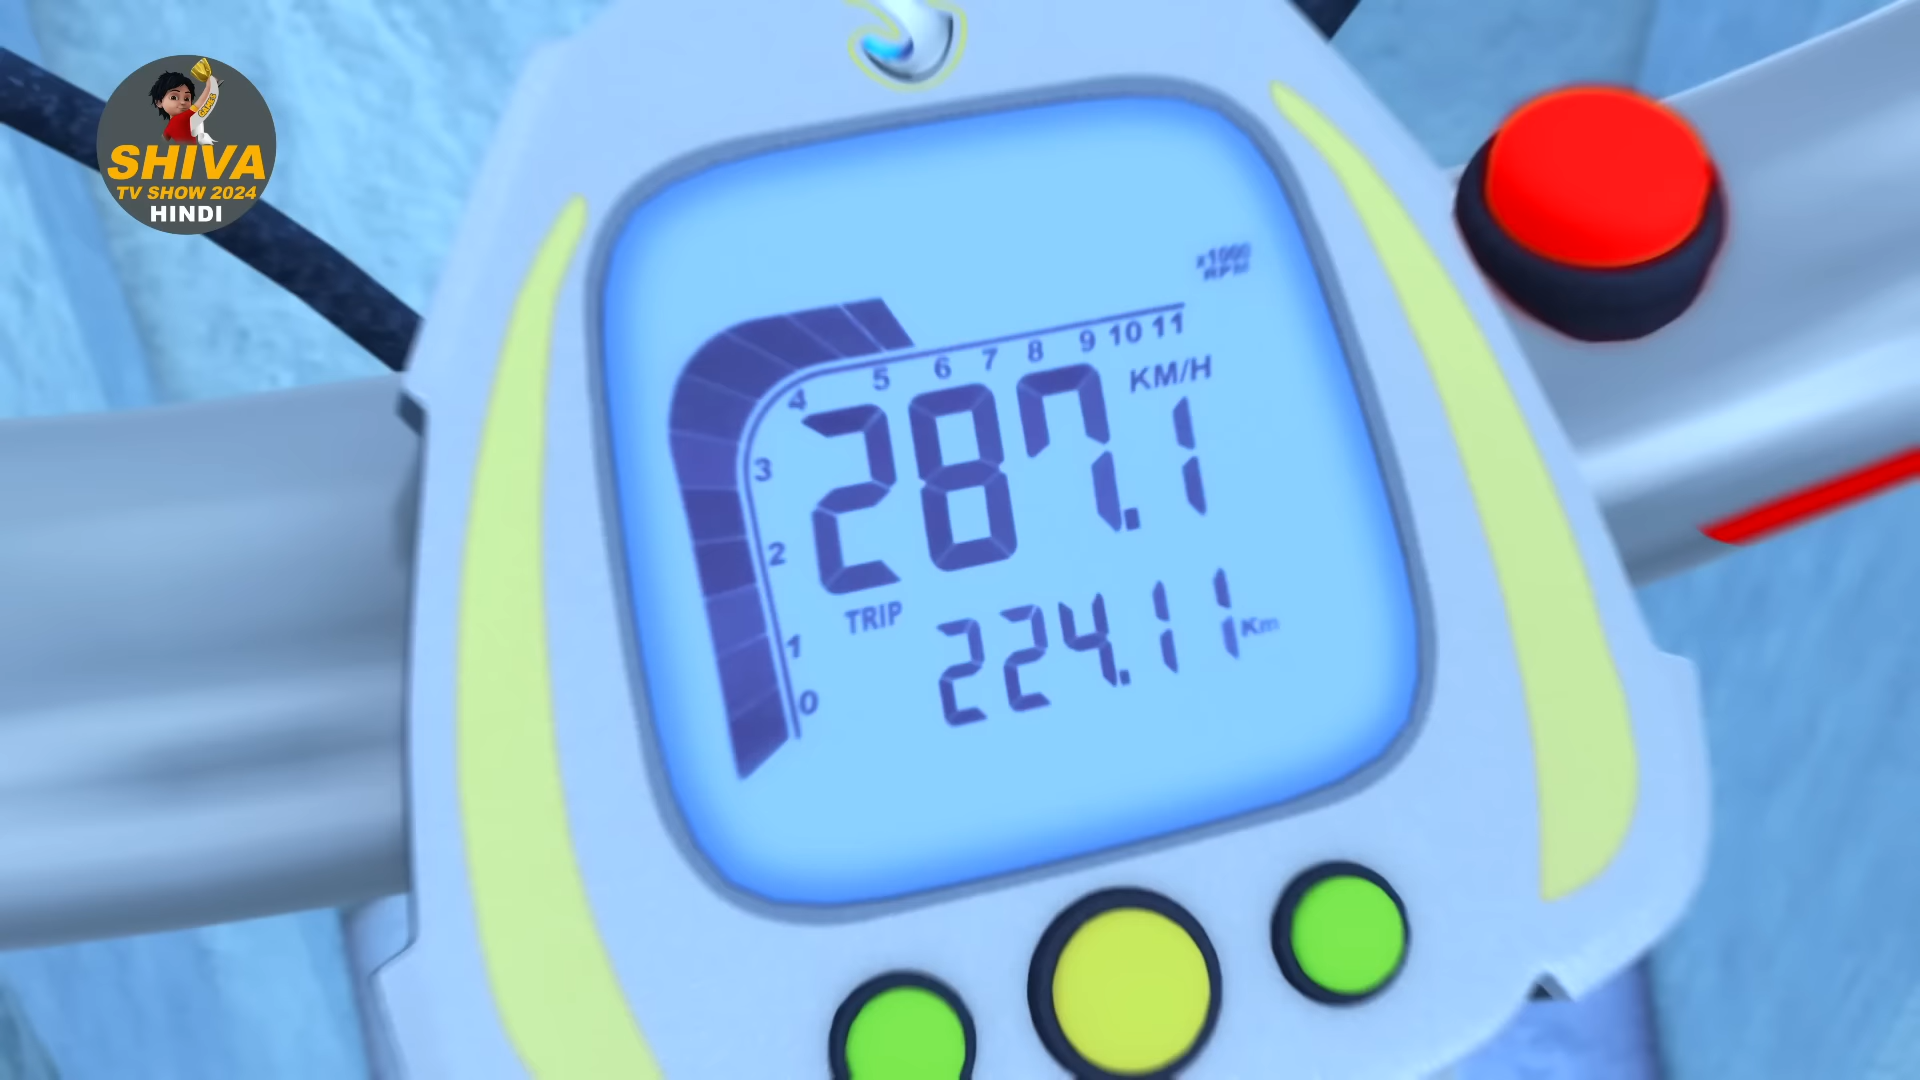 GAMES
SHIVA
TV SHOW 2024
HINDI
x1000
RPM
0 1 2 3 4 5 6 7 8 9 10 11
KM/H
287.1
TRIP
224.11 Km